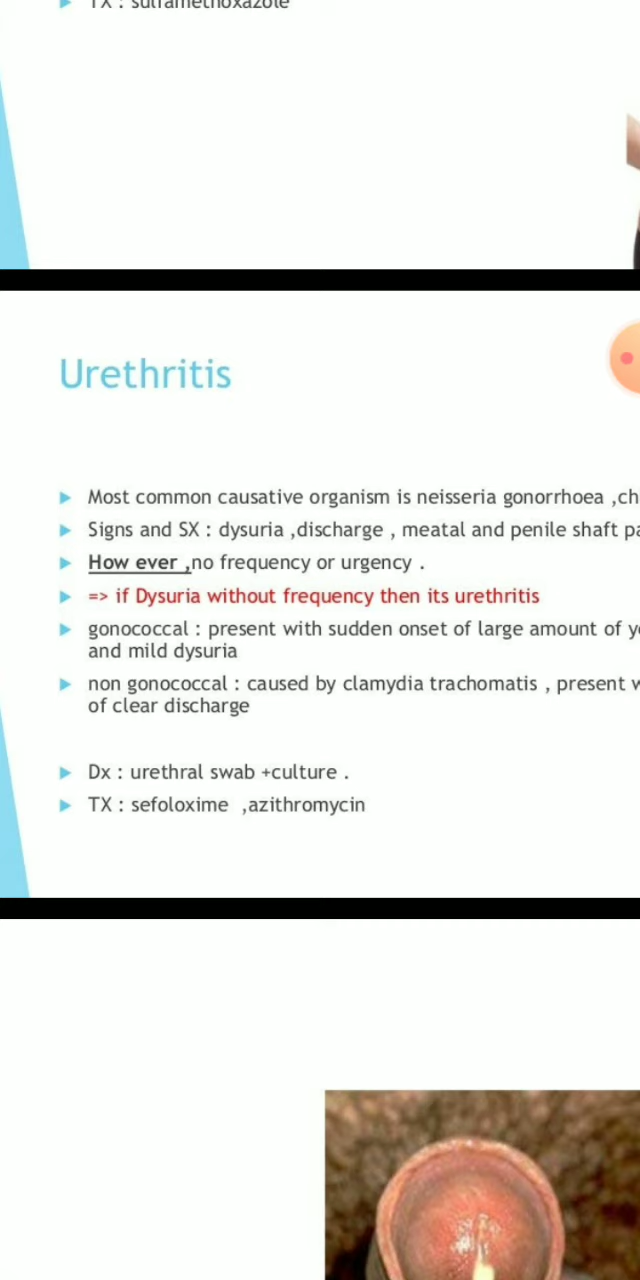 TX : sulframethoxazole
Urethritis
Most common causative organism is neisseria gonorrhoea ,ch
Signs and SX : dysuria ,discharge , meatal and penile shaft pa
How ever ,no frequency or urgency .
=> if Dysuria without frequency then its urethritis
gonococcal : present with sudden onset of large amount of ye
and mild dysuria
non gonococcal : caused by clamydia trachomatis , present w
of clear discharge
Dx : urethral swab +culture .
TX : sefoloxime ,azithromycin